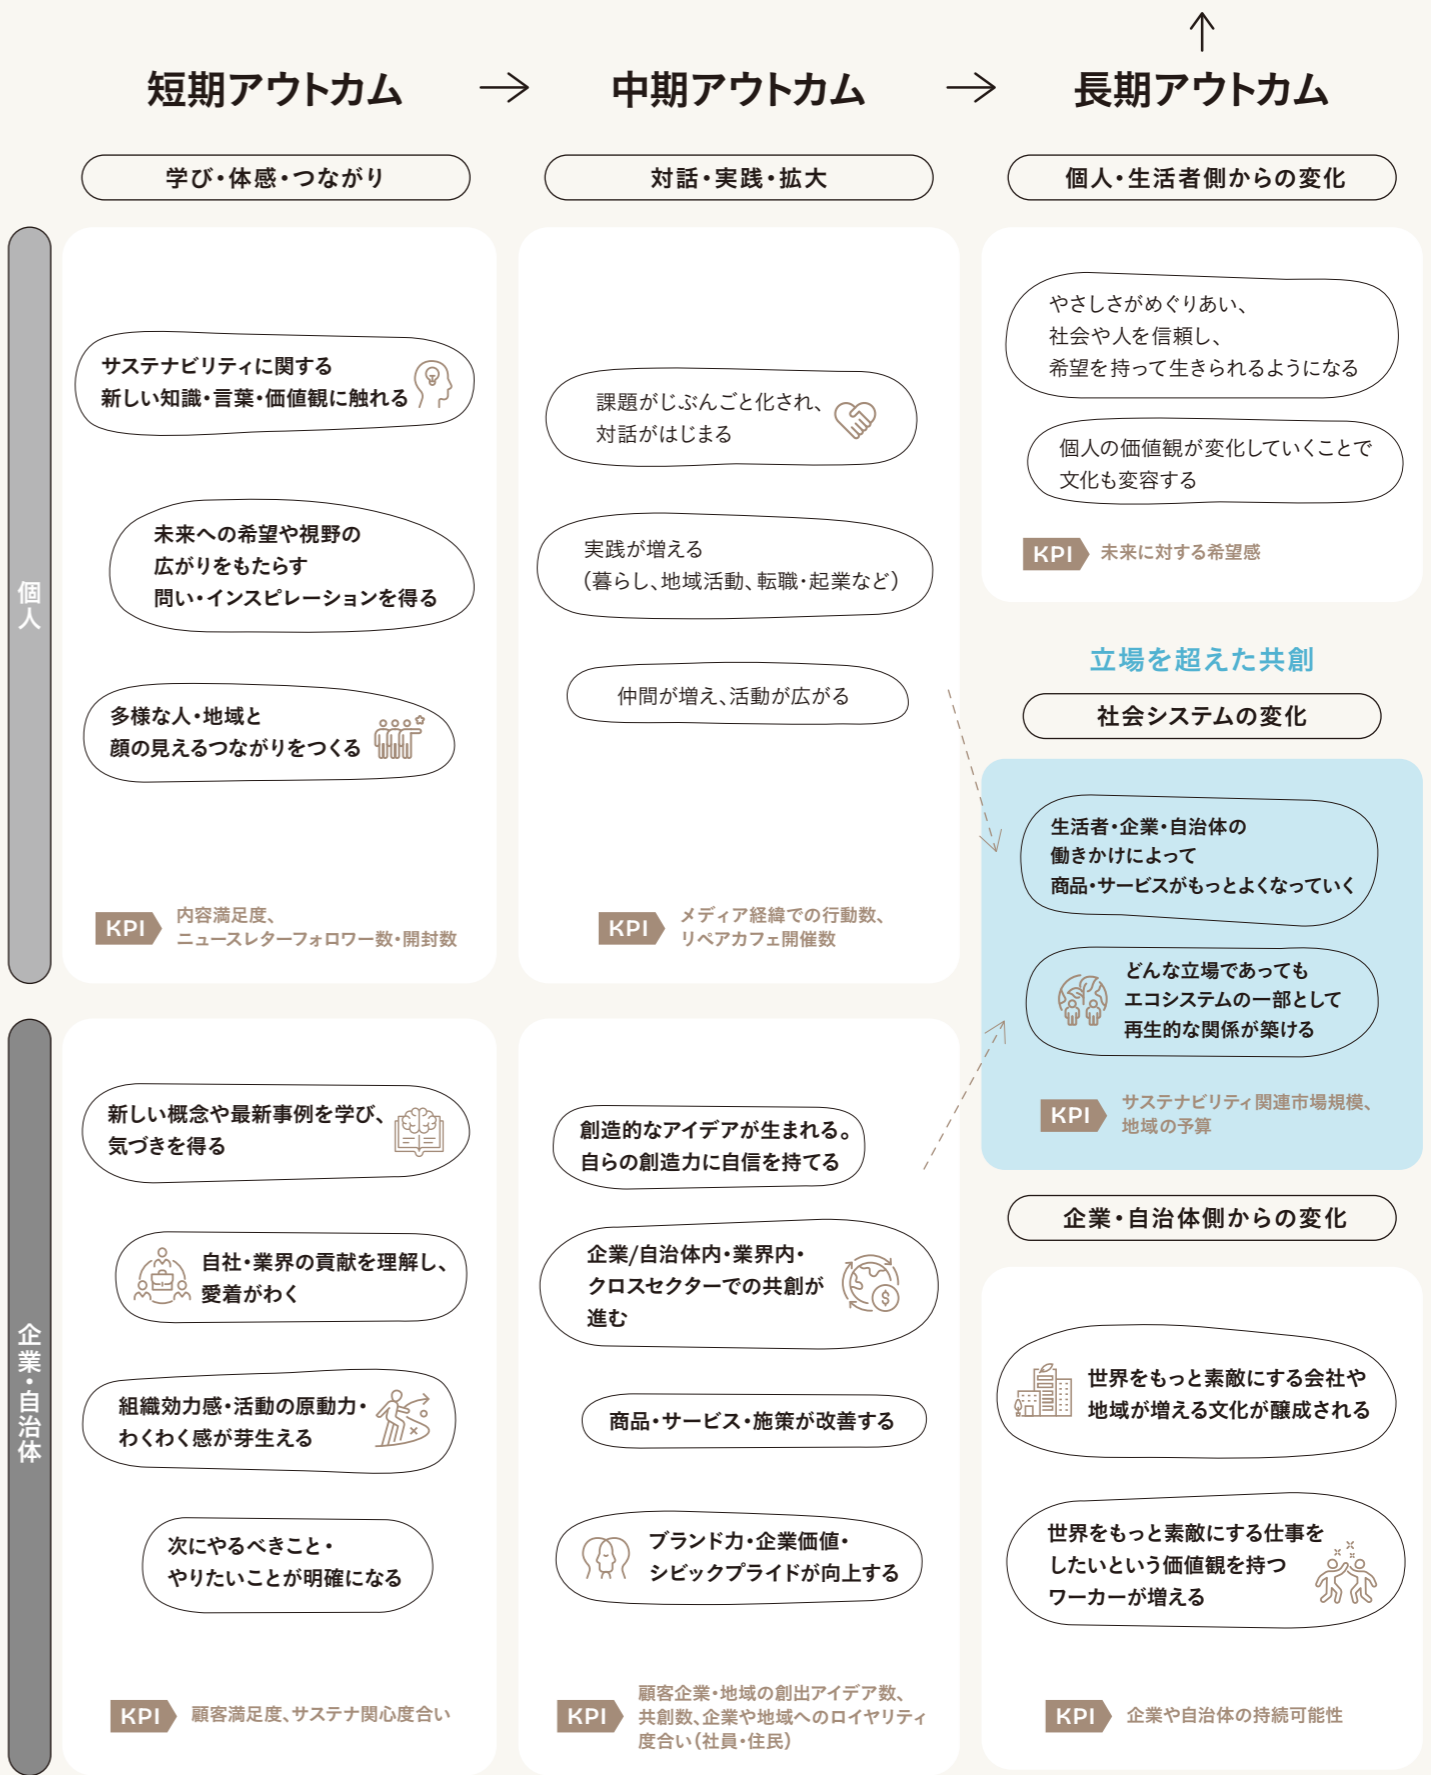 短期アウトカム
→
中期アウトカム
→
長期アウトカム
学び・体感・つながり
対話・実践・拡大
個人・生活者側からの変化
個人
サステナビリティに関する
新しい知識・言葉・価値観に触れる
未来への希望や視野の
広がりをもたらす
問い・インスピレーションを得る
多様な人・地域と
顔の見えるつながりをつくる
KPI
内容満足度、
ニュースレターフォロワー数・開封数
課題がじぶんごと化され、
対話がはじまる
実践が増える
(暮らし、地域活動、転職・起業など)
仲間が増え、活動が広がる
KPI
メディア経緯での行動数、
リペアカフェ開催数
やさしさがめぐりあい、
社会や人を信頼し、
希望を持って生きられるようになる
個人の価値観が変化していくことで
文化も変容する
KPI
未来に対する希望感
立場を超えた共創
社会システムの変化
生活者・企業・自治体の
働きかけによって
商品・サービスがもっとよくなっていく
どんな立場であっても
エコシステムの一部として
再生的な関係が築ける
KPI
サステナビリティ関連市場規模、
地域の予算
企業・自治体
新しい概念や最新事例を学び、
気づきを得る
自社・業界の貢献を理解し、
愛着がわく
組織効力感・活動の原動力・
わくわく感が芽生える
次にやるべきこと・
やりたいことが明確になる
KPI
顧客満足度、サステナ関心度合い
創造的なアイデアが生まれる。
自らの創造力に自信を持てる
企業/自治体内・業界内・
クロスセクターでの共創が
進む
$
商品・サービス・施策が改善する
ブランド力・企業価値・
シビックプライドが向上する
KPI
顧客企業・地域の創出アイデア数、
共創数、企業や地域へのロイヤリティ
度合い(社員・住民)
企業・自治体側からの変化
世界をもっと素敵にする会社や
地域が増える文化が醸成される
世界をもっと素敵にする仕事を
したいという価値観を持つ
ワーカーが増える
KPI
企業や自治体の持続可能性